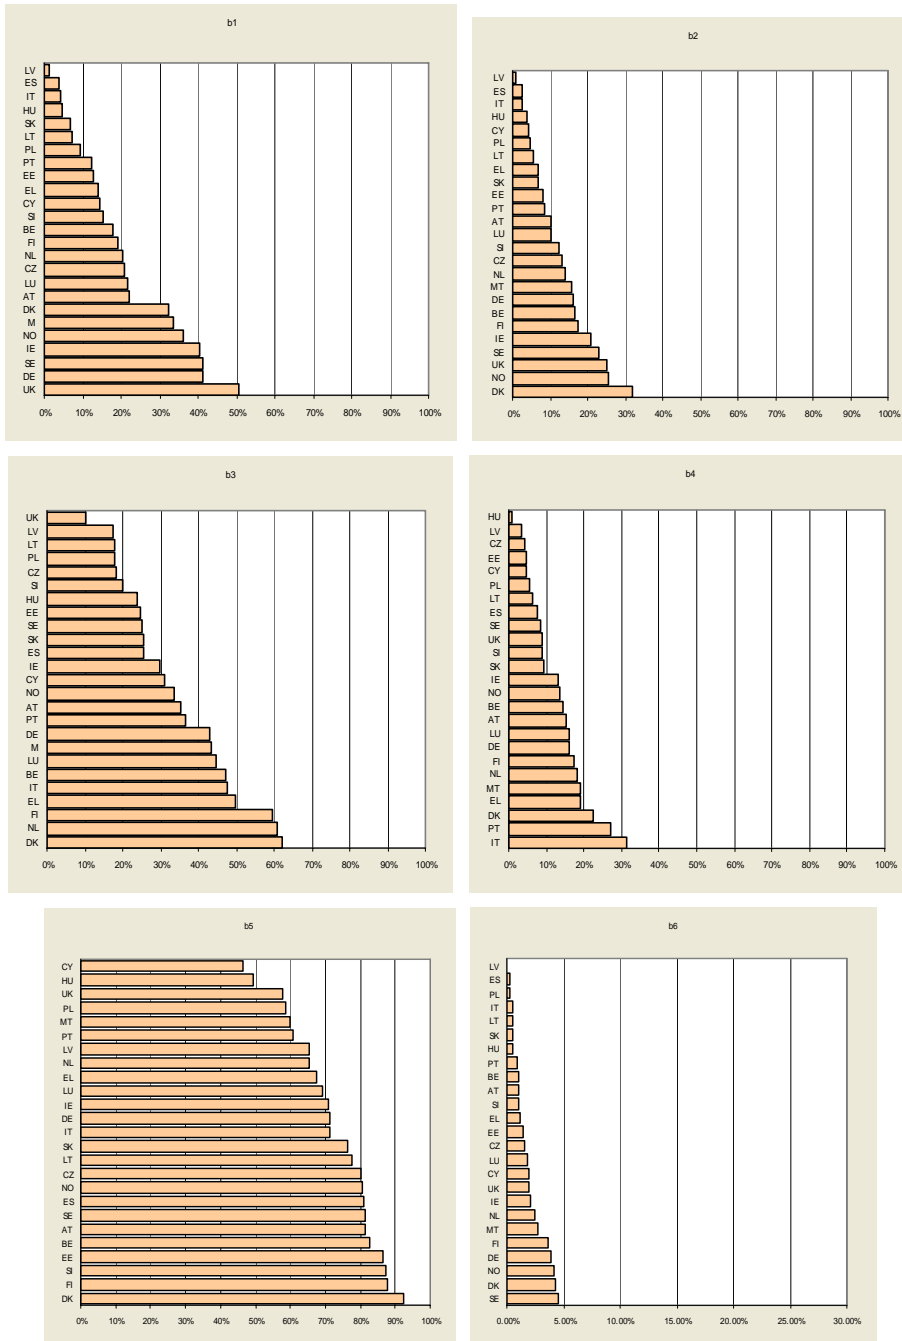 b1
LV
ES
IT
HU
SK
LT
PL
PT
EE
EL
CY
SI
BE
FI
NL
CZ
LU
AT
DK
M
NO
IE
SE
DE
UK
0% 10% 20% 30% 40% 50% 60% 70% 80% 90% 100%
b2
LV
ES
IT
HU
CY
PL
LT
EL
SK
EE
PT
AT
LU
SI
CZ
NL
MT
DE
BE
FI
IE
SE
UK
NO
DK
0% 10% 20% 30% 40% 50% 60% 70% 80% 90% 100%
b3
UK
LV
LT
PL
CZ
SI
HU
EE
SE
SK
ES
IE
CY
NO
AT
PT
DE
M
LU
BE
IT
EL
FI
NL
DK
0% 10% 20% 30% 40% 50% 60% 70% 80% 90% 100%
b4
HU
LV
CZ
EE
CY
PL
LT
ES
SE
UK
SI
SK
IE
NO
BE
AT
LU
DE
FI
NL
MT
EL
DK
PT
IT
0% 10% 20% 30% 40% 50% 60% 70% 80% 90% 100%
b5
CY
HU
UK
PL
MT
PT
LV
NL
EL
LU
IE
DE
IT
SK
LT
CZ
NO
ES
SE
AT
BE
EE
SI
FI
DK
0% 10% 20% 30% 40% 50% 60% 70% 80% 90% 100%
b6
LV
ES
PL
IT
LT
SK
HU
PT
BE
AT
SI
EL
EE
CZ
LU
CY
UK
IE
NL
MT
FI
DE
NO
DK
SE
0.00% 5.00% 10.00% 15.00% 20.00% 25.00% 30.00%